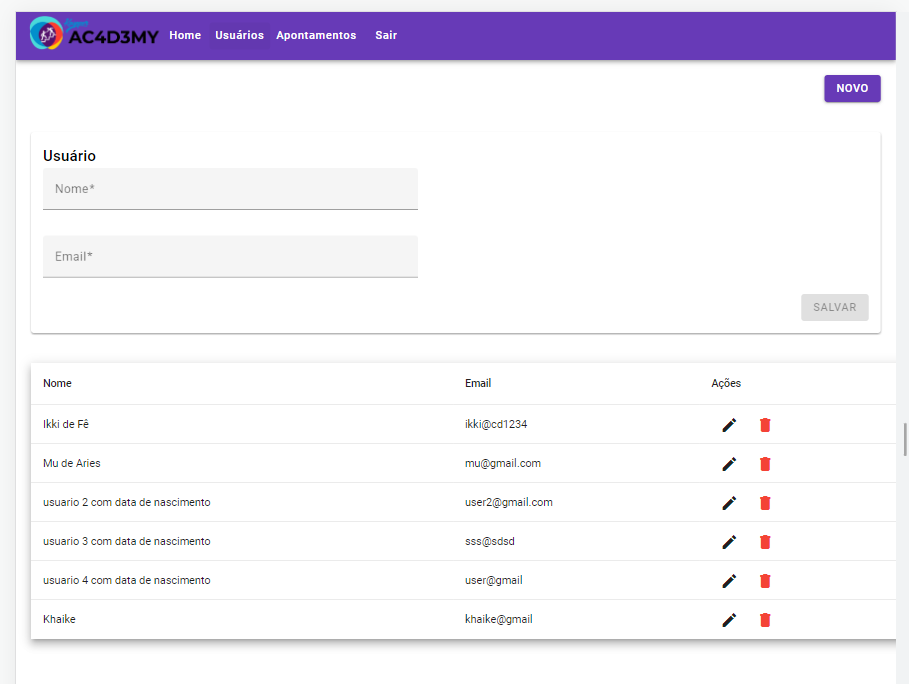 AC4D3MY Home Usuários Apontamentos Sair
NOVO
Usuário
Nome*
Email*
SALVAR
Nome Email Ações
Ikki de Fê ikki@cd1234
Mu de Aries mu@gmail.com
usuario 2 com data de nascimento user2@gmail.com
usuario 3 com data de nascimento sss@sdsd
usuario 4 com data de nascimento user@gmail
Khaike khaike@gmail